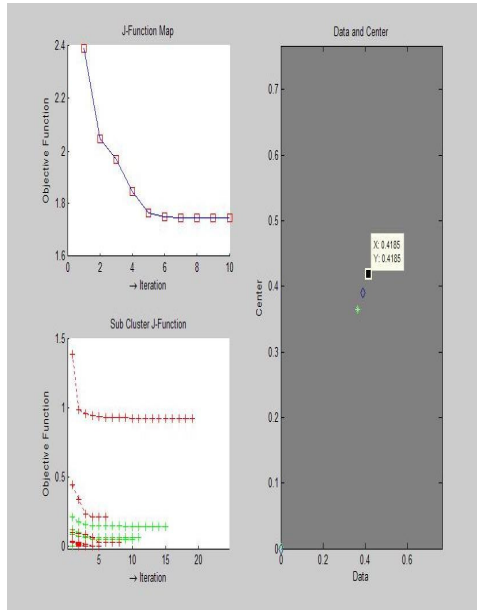 J-Function Map
Objective Function
2.4
2.2
2
1.8
1.6
0 2 4 6 8 10
→ Iteration
Sub Cluster J-Function
Objective Function
1.5
1
0.5
0
5 10 15 20
→ Iteration
Data and Center
Center
0.7
0.6
0.5
0.4
0.3
0.2
0.1
0
X: 0.4185
Y: 0.4185
0 0.2 0.4 0.6
Data